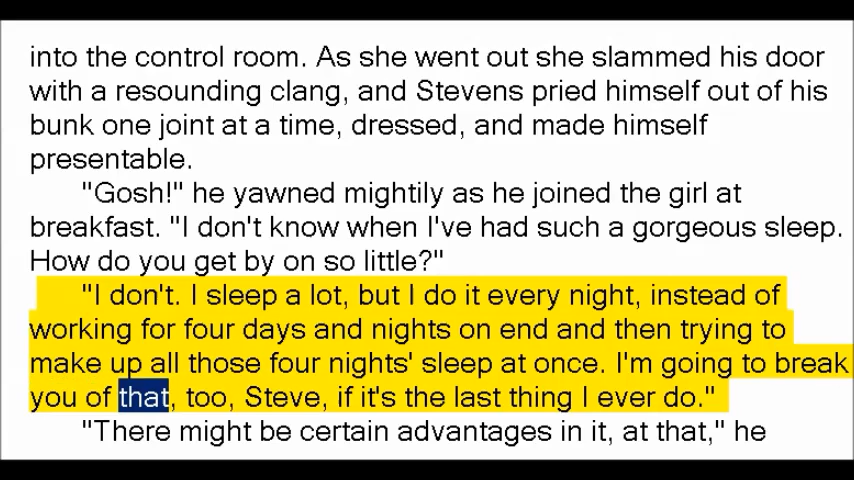 into the control room. As she went out she slammed his door
with a resounding clang, and Stevens pried himself out of his
bunk one joint at a time, dressed, and made himself
presentable.
"Gosh!" he yawned mightily as he joined the girl at
breakfast. "I don't know when I've had such a gorgeous sleep.
How do you get by on so little?"
"I don't. I sleep a lot, but I do it every night, instead of
working for four days and nights on end and then trying to
make up all those four nights' sleep at once. I'm going to break
you of that, too, Steve, if it's the last thing I ever do."
"There might be certain advantages in it, at that," he